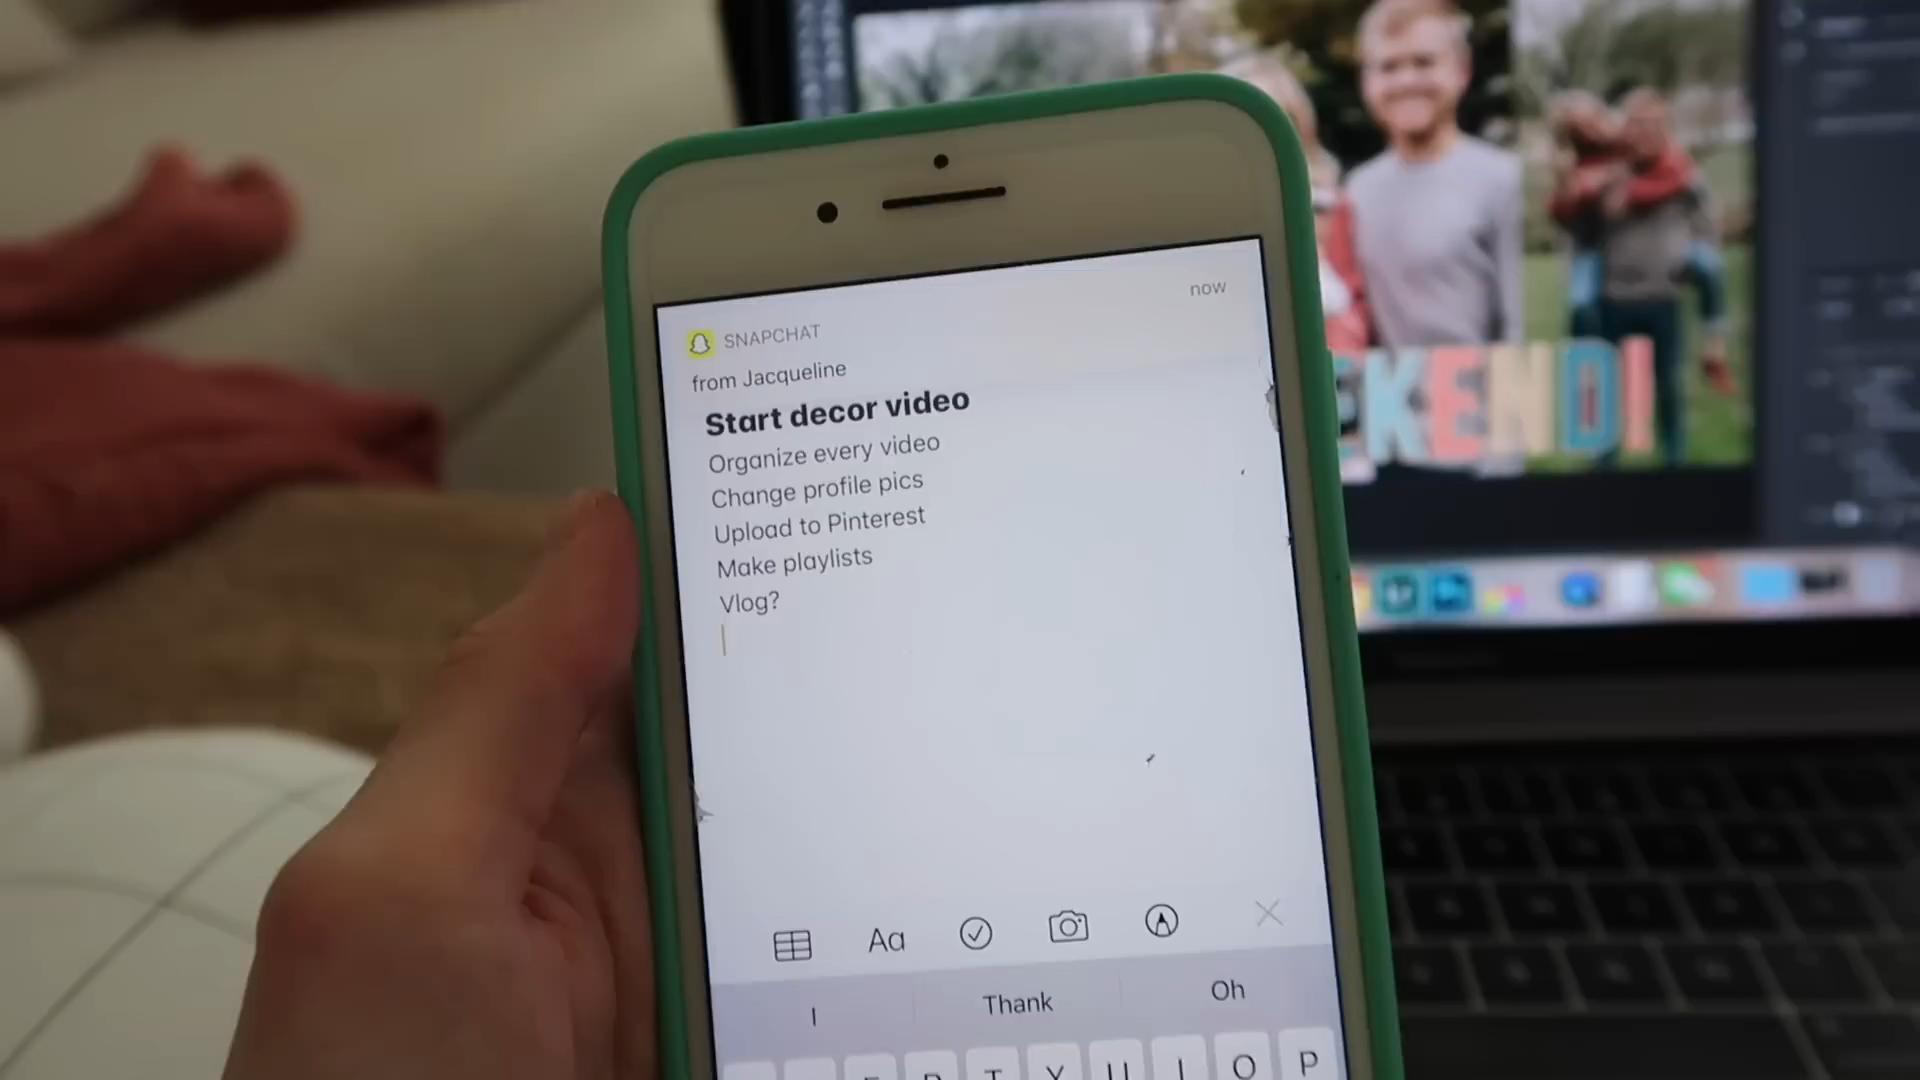 now
SNAPCHAT
from Jacqueline
Start decor video
Organize every video
Change profile pics
Upload to Pinterest
Make playlists
Vlog?
Aa
I Thank Oh
T Y U I O P
EKEND!